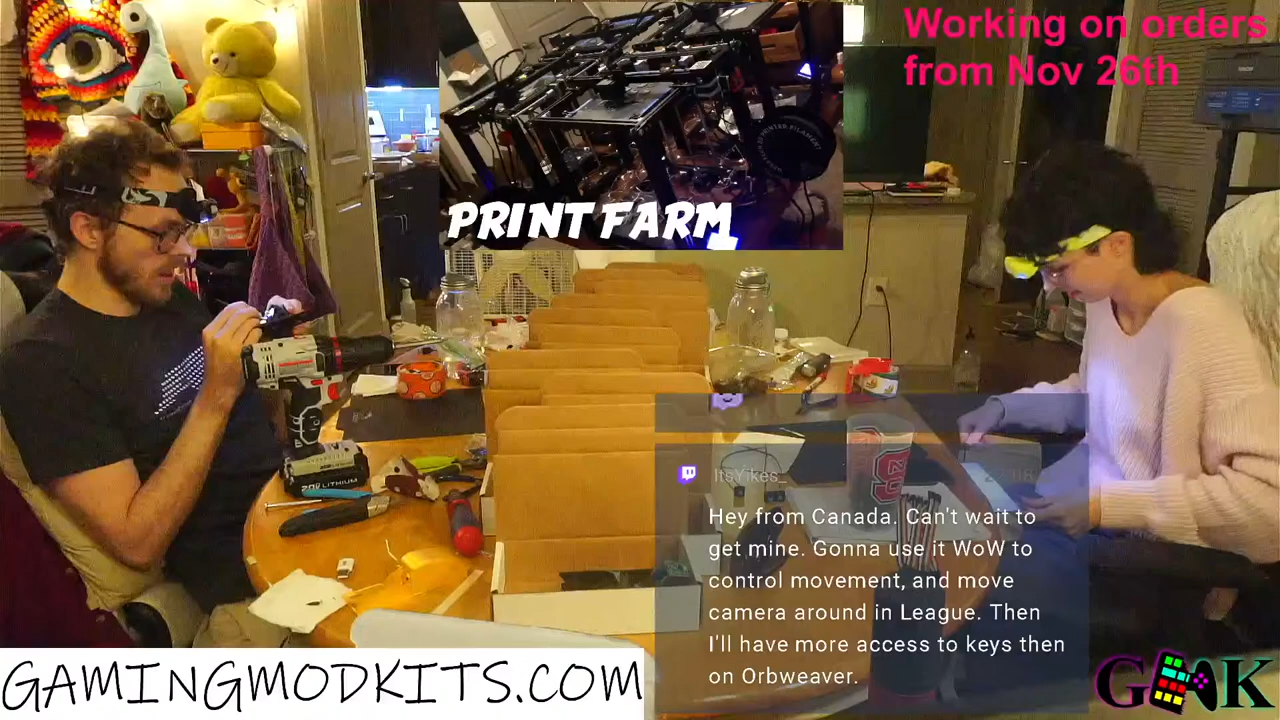 Working on orders
from Nov 26th
PRINT FARM
20V LITHIUM
ItsYikes_
Hey from Canada. Can't wait to
get mine. Gonna use it WoW to
control movement, and move
camera around in League. Then
I'll have more access to keys then
on Orbweaver.
GAMINGMODKITS.COM
G K